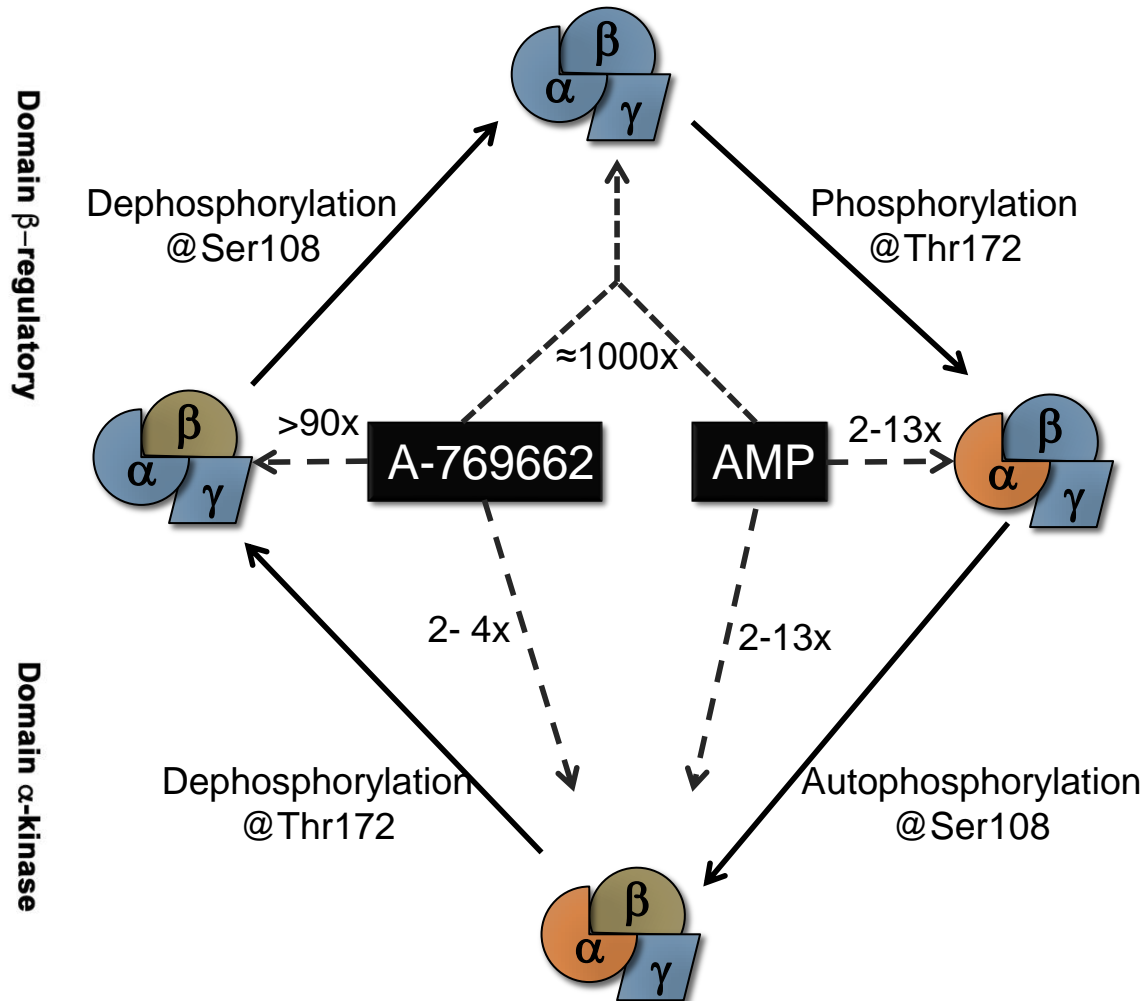 β
α
γ
Domain β–regulatory
Dephosphorylation
@Ser108
Phosphorylation
@Thr172
≈1000x
>90x
A-769662
AMP
2-13x
β
α
γ
β
α
γ
2- 4x
2-13x
Domain α-kinase
Dephosphorylation
@Thr172
Autophosphorylation
@Ser108
β
α
γ